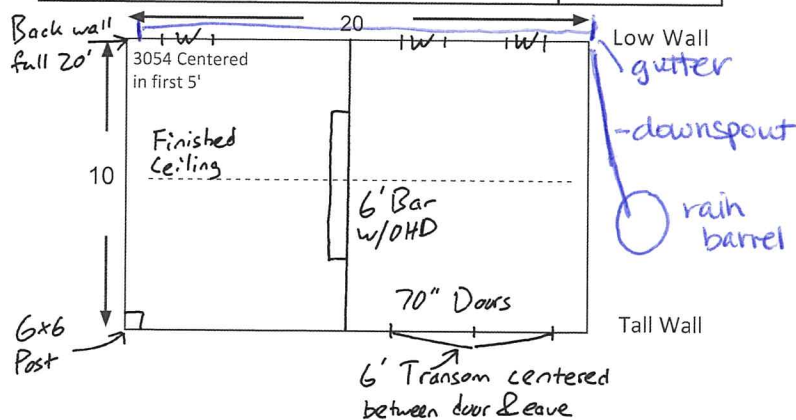 20
Back wall
full 20'
W
W
W
Low Wall
3054 Centered
in first 5'
gutter
downspout
rain
barrel
Finished
Ceiling
10
6' Bar
w/OHD
70" Doors
6x6
Post
Tall Wall
6' Transom centered
between door & eave